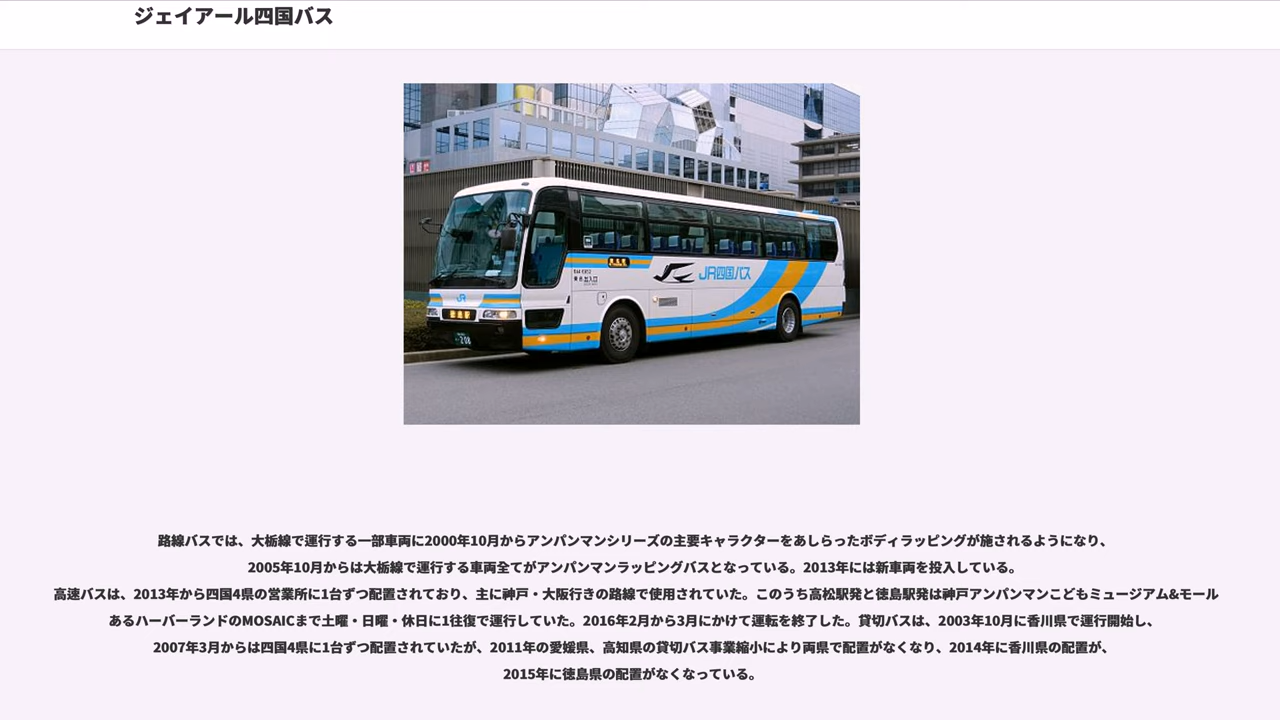 ジェイアール四国バス
JR四国バス
JR
徳島駅
208
路線バスでは、大栃線で運行する一部車両に2000年10月からアンパンマンシリーズの主要キャラクターをあしらったボディラッピングが施されるようになり、
2005年10月からは大栃線で運行する車両全てがアンパンマンラッピングバスとなっている。2013年には新車両を投入している。
高速バスは、2013年から四国4県の営業所に1台ずつ配置されており、主に神戸・大阪行きの路線で使用されていた。このうち高松駅発と徳島駅発は神戸アンパンマンこどもミュージアム&モール
あるハーバーランドのMOSAICまで土曜・日曜・休日に1往復で運行していた。2016年2月から3月にかけて運転を終了した。貸切バスは、2003年10月に香川県で運行開始し、
2007年3月からは四国4県に1台ずつ配置されていたが、2011年の愛媛県、高知県の貸切バス事業縮小により両県で配置がなくなり、2014年に香川県の配置が、
2015年に徳島県の配置がなくなっている。